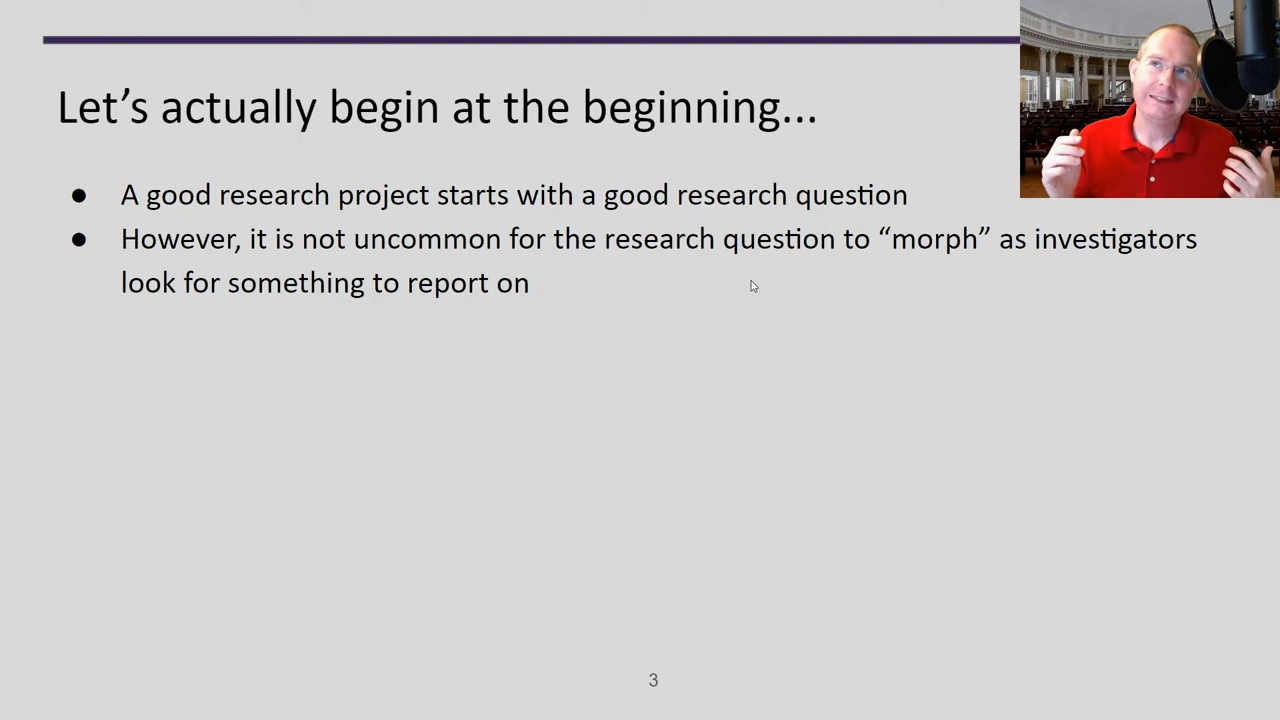 Let’s actually begin at the beginning...
● A good research project starts with a good research question
● However, it is not uncommon for the research question to “morph” as investigators
look for something to report on
3